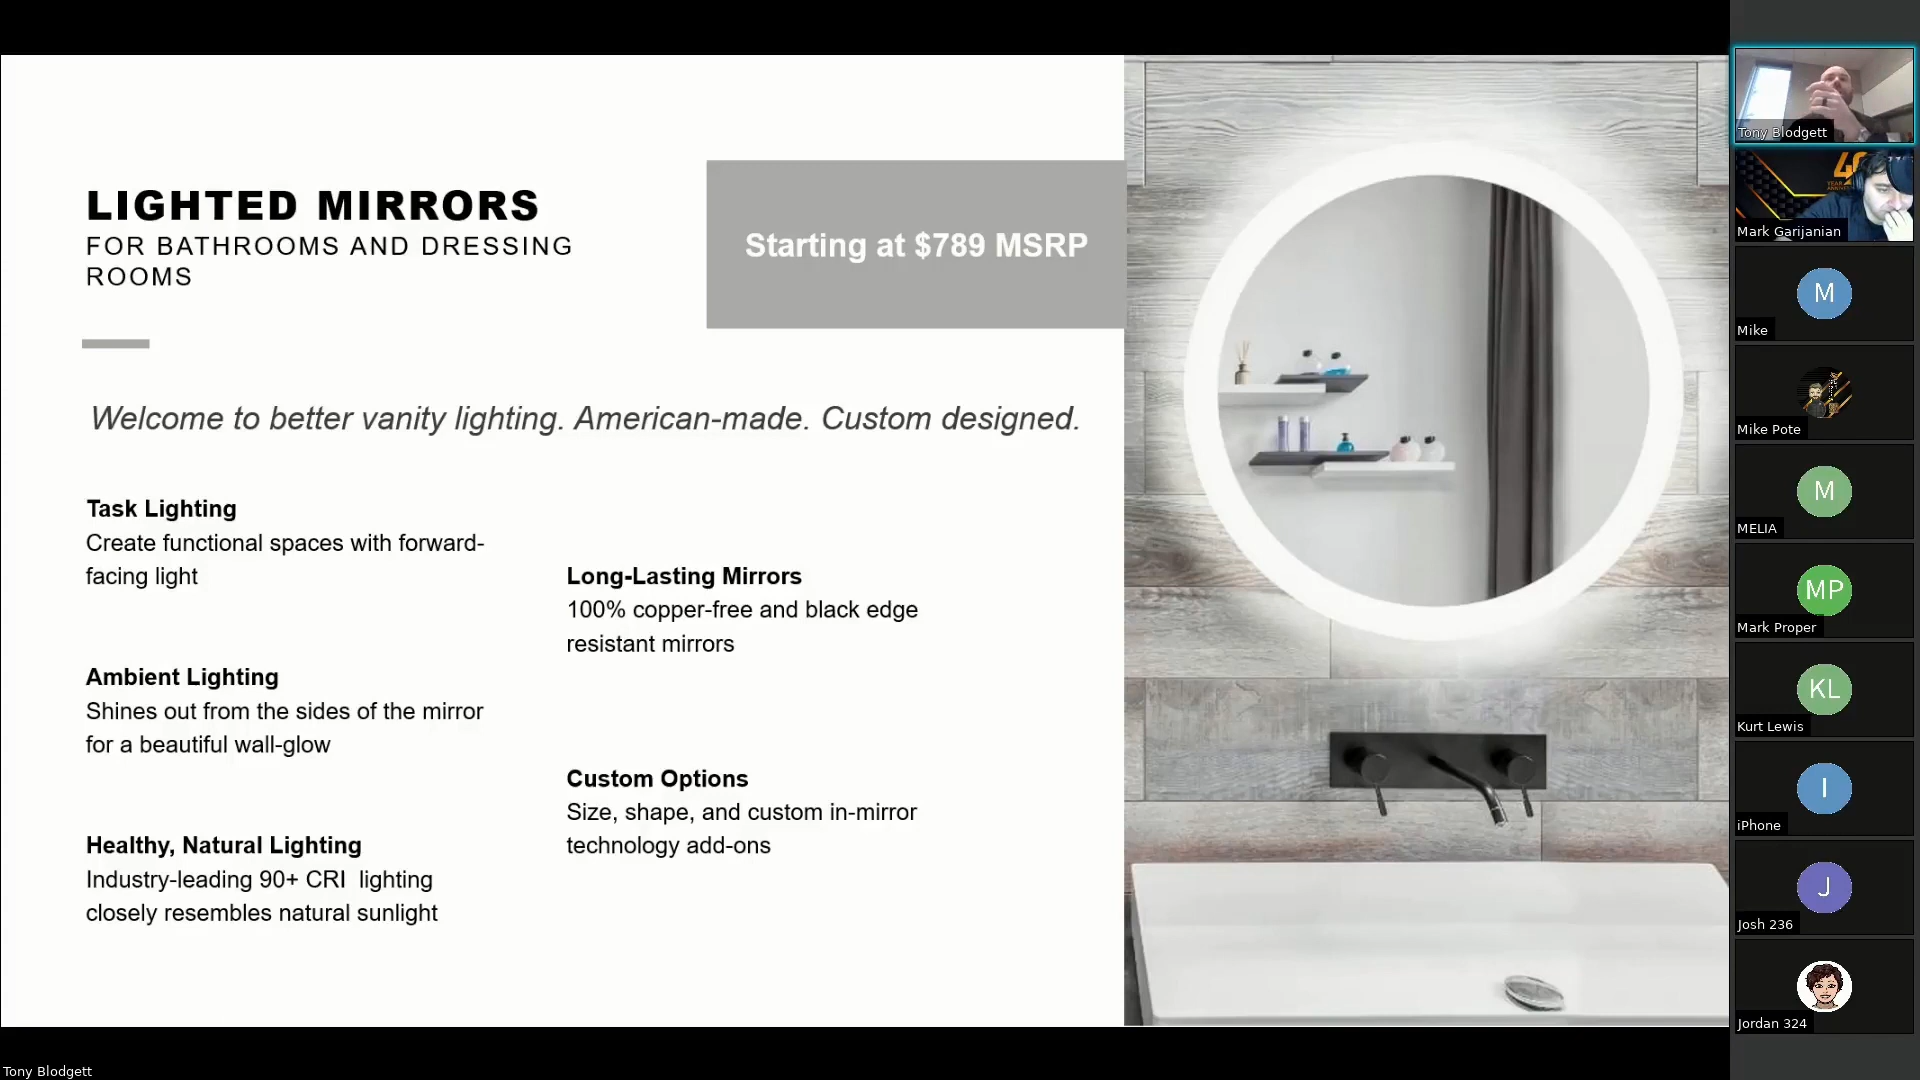 LIGHTED MIRRORS
FOR BATHROOMS AND DRESSING
ROOMS
Starting at $789 MSRP
Welcome to better vanity lighting. American-made. Custom designed.
Task Lighting
Create functional spaces with forward-
facing light
Ambient Lighting
Shines out from the sides of the mirror
for a beautiful wall-glow
Healthy, Natural Lighting
Industry-leading 90+ CRI  lighting
closely resembles natural sunlight
Long-Lasting Mirrors
100% copper-free and black edge
resistant mirrors
Custom Options
Size, shape, and custom in-mirror
technology add-ons
Tony Blodgett
Mark Garijanian
M
Mike
Mike Pote
M
MELIA
MP
Mark Proper
KL
Kurt Lewis
I
iPhone
J
Josh 236
Jordan 324
Tony Blodgett